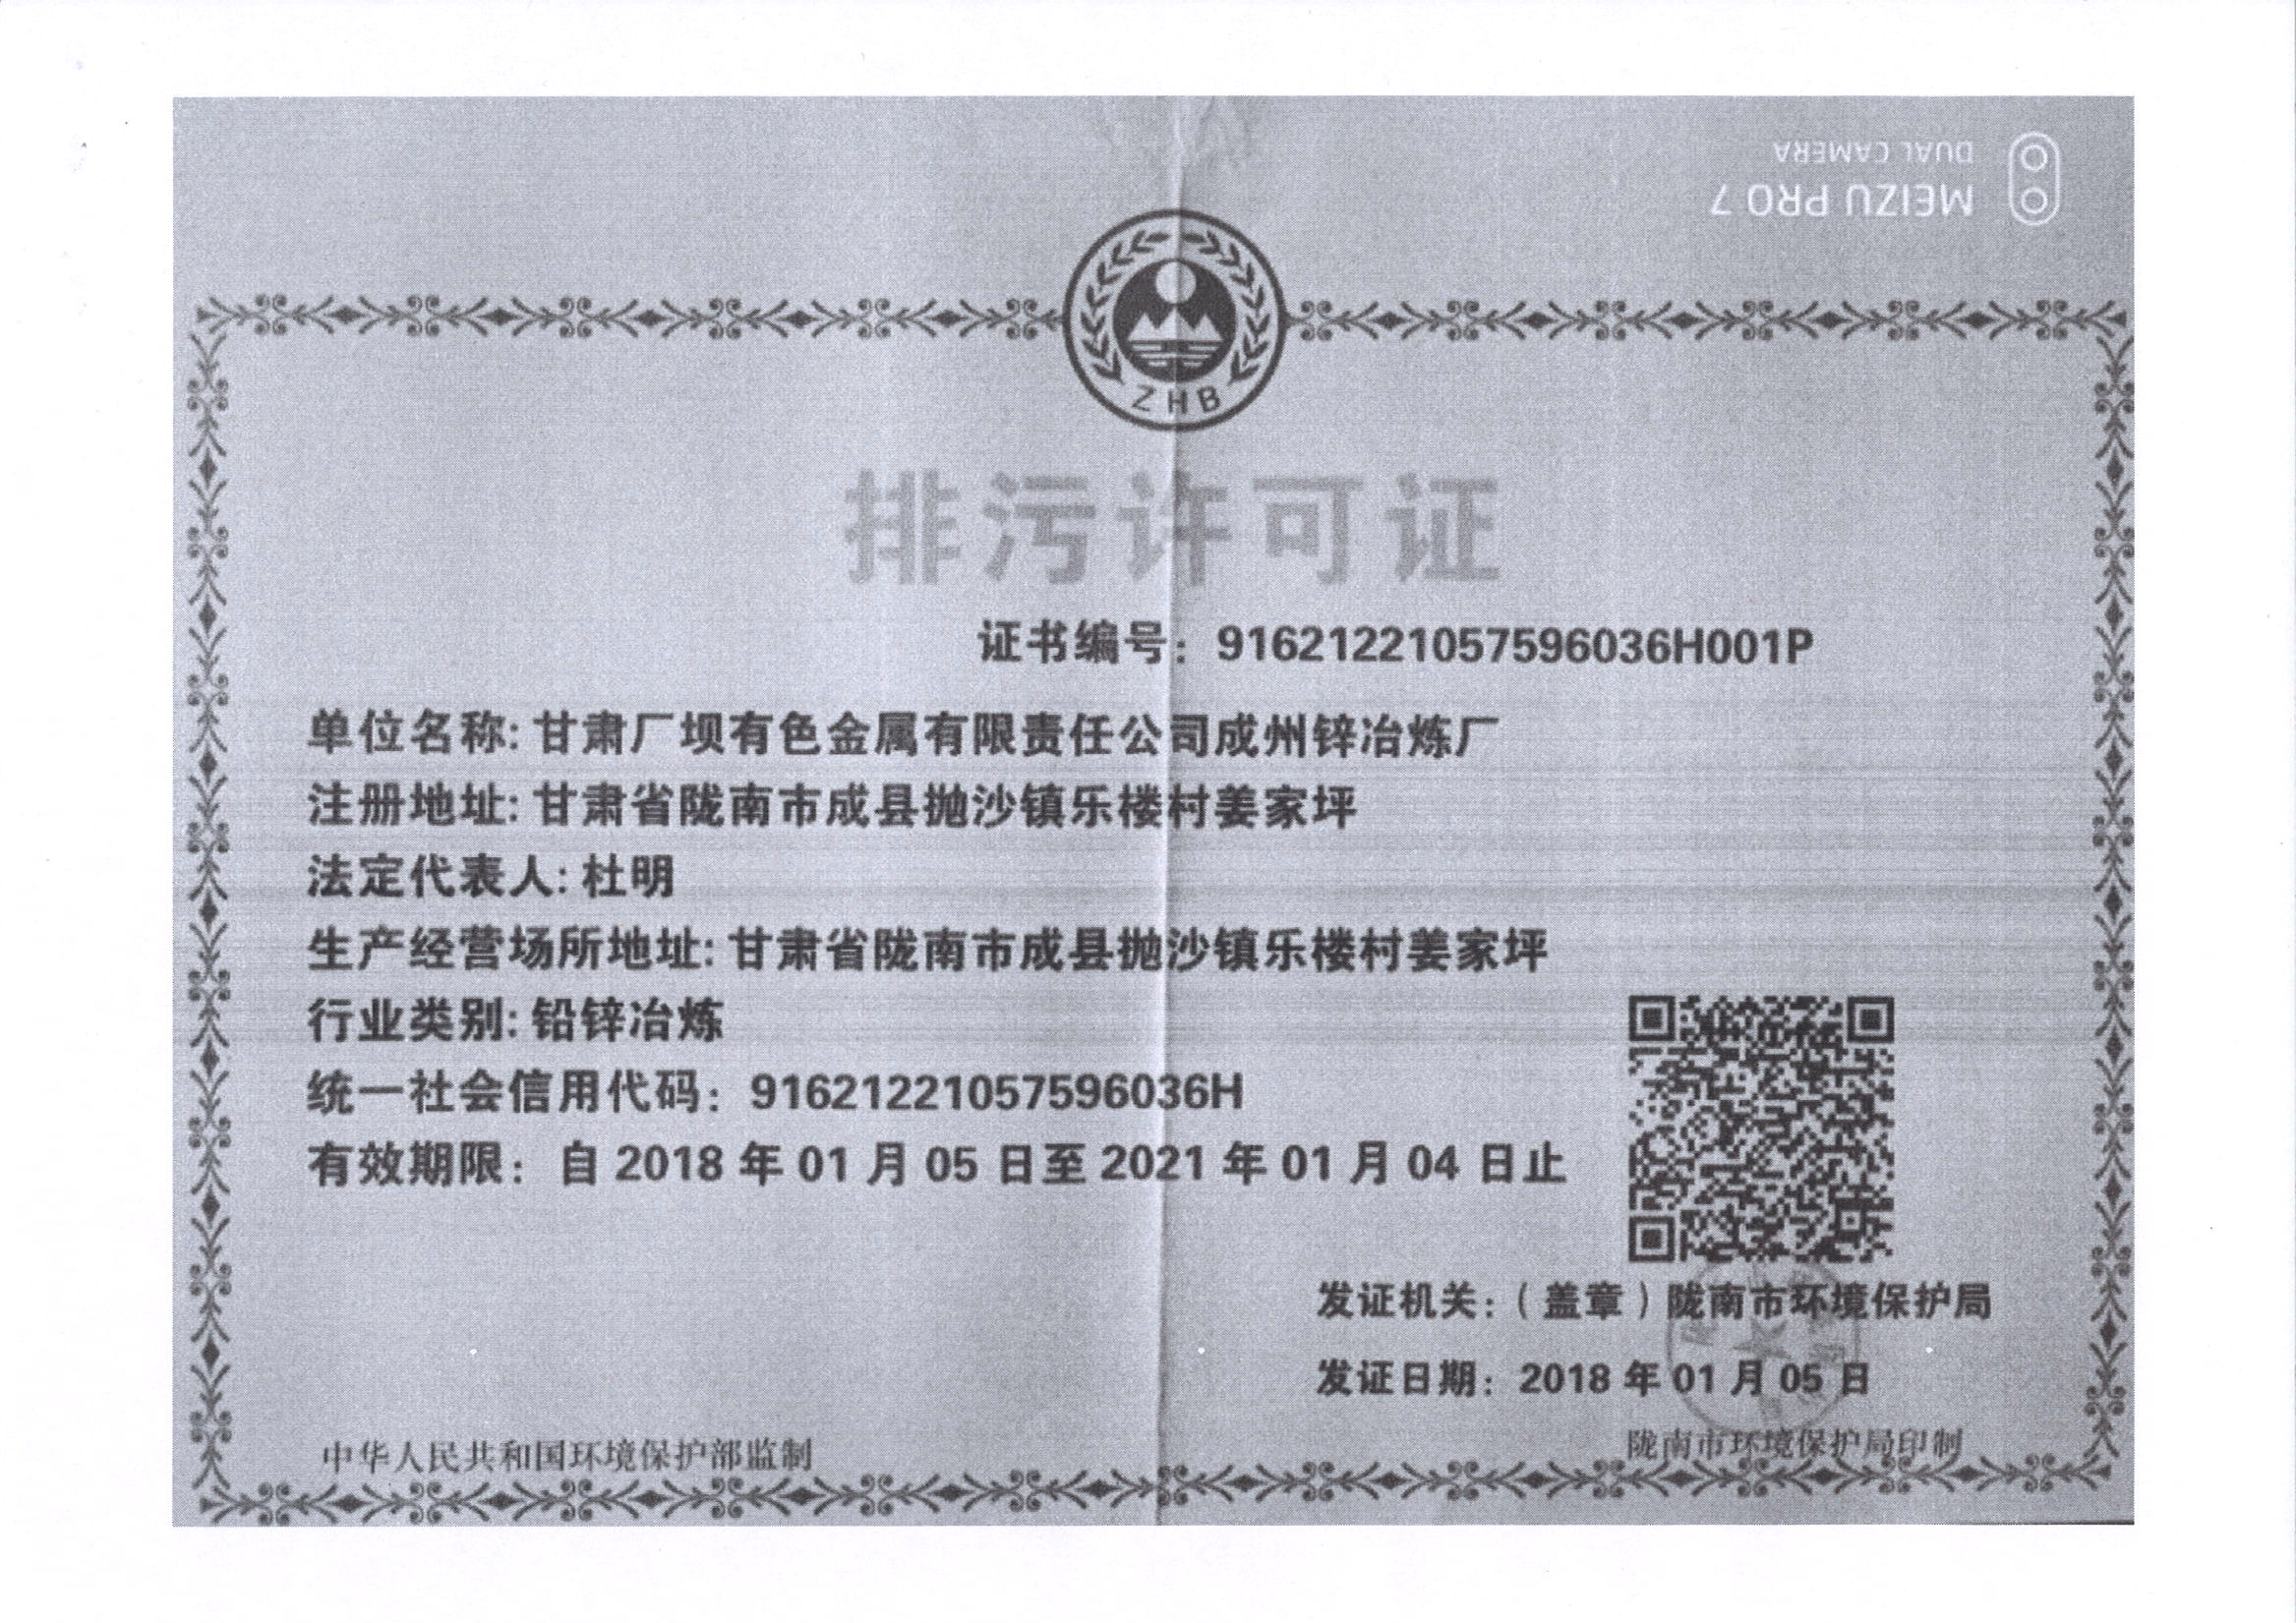 DUAL CAMERA
MEIZU PRO 7
ZHB
排污许可证
证书编号：91621221057596036H001P
单位名称: 甘肃厂坝有色金属有限责任公司成州锌冶炼厂
注册地址: 甘肃省陇南市成县抛沙镇乐楼村姜家坪
法定代表人: 杜明
生产经营场所地址: 甘肃省陇南市成县抛沙镇乐楼村姜家坪
行业类别: 铅锌冶炼
统一社会信用代码：91621221057596036H
有效期限：自 2018 年 01 月 05 日至 2021 年 01 月 04 日止
发证机关：（盖章）陇南市环境保护局
发证日期：2018 年 01 月 05 日
中华人民共和国环境保护部监制
陇南市环境保护局印制